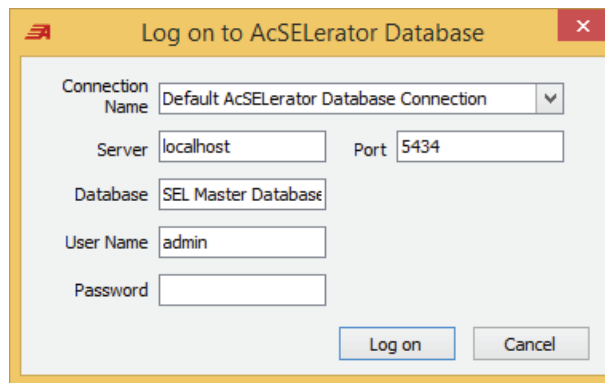 Log on to AcSELerator Database
Connection Name Default AcSELerator Database Connection
Server localhost Port 5434
Database SEL Master Database
User Name admin
Password
Log on Cancel